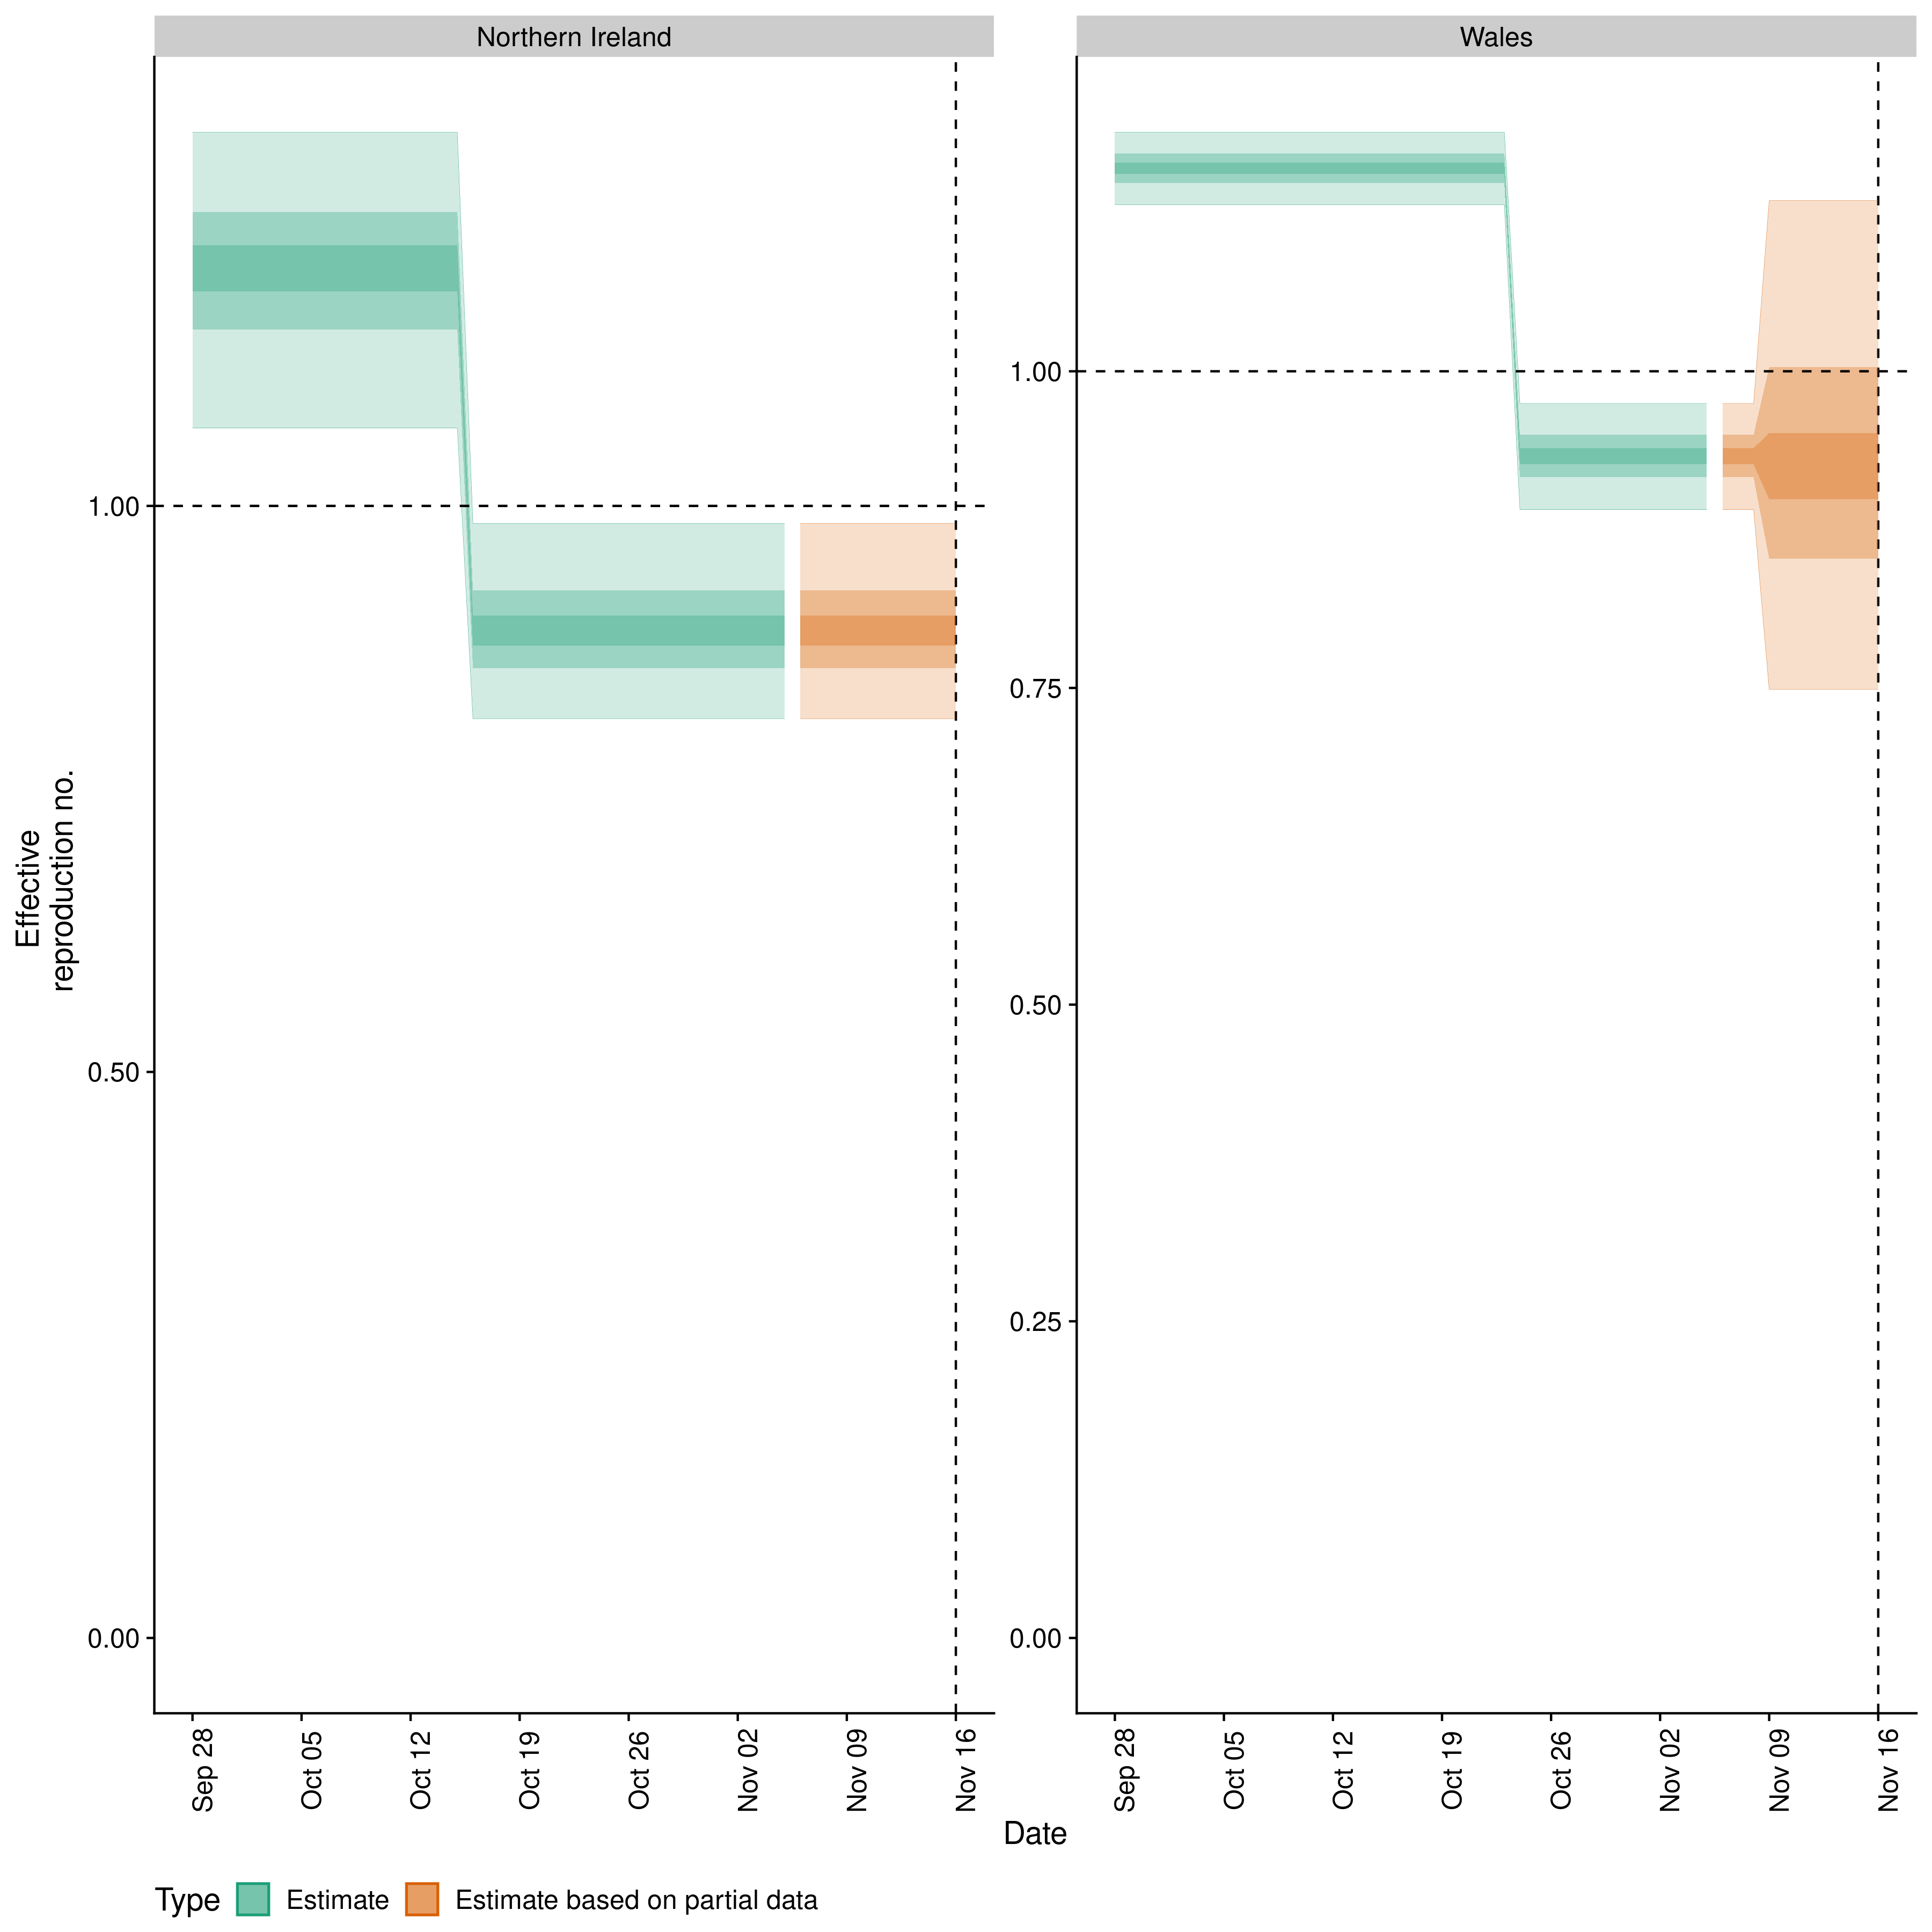 Northern Ireland
Wales
Effective
reproduction no.
1.00
0.50
0.00
1.00
0.75
0.50
0.25
0.00
Sep 28
Oct 05
Oct 12
Oct 19
Oct 26
Nov 02
Nov 09
Nov 16
Sep 28
Oct 05
Oct 12
Oct 19
Oct 26
Nov 02
Nov 09
Nov 16
Date
Type Estimate Estimate based on partial data